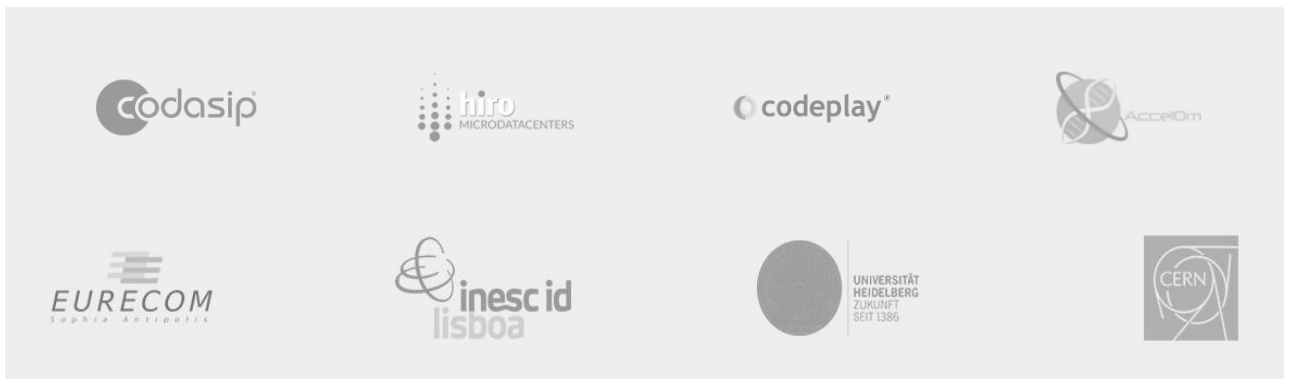 codasip®
hiro
MICRODATACENTERS
codeplay®
AccelOm
EURECOM
Sophia Antipolis
inesc id
lisboa
UNIVERSITÄT
HEIDELBERG
ZUKUNFT
SEIT 1386
CERN